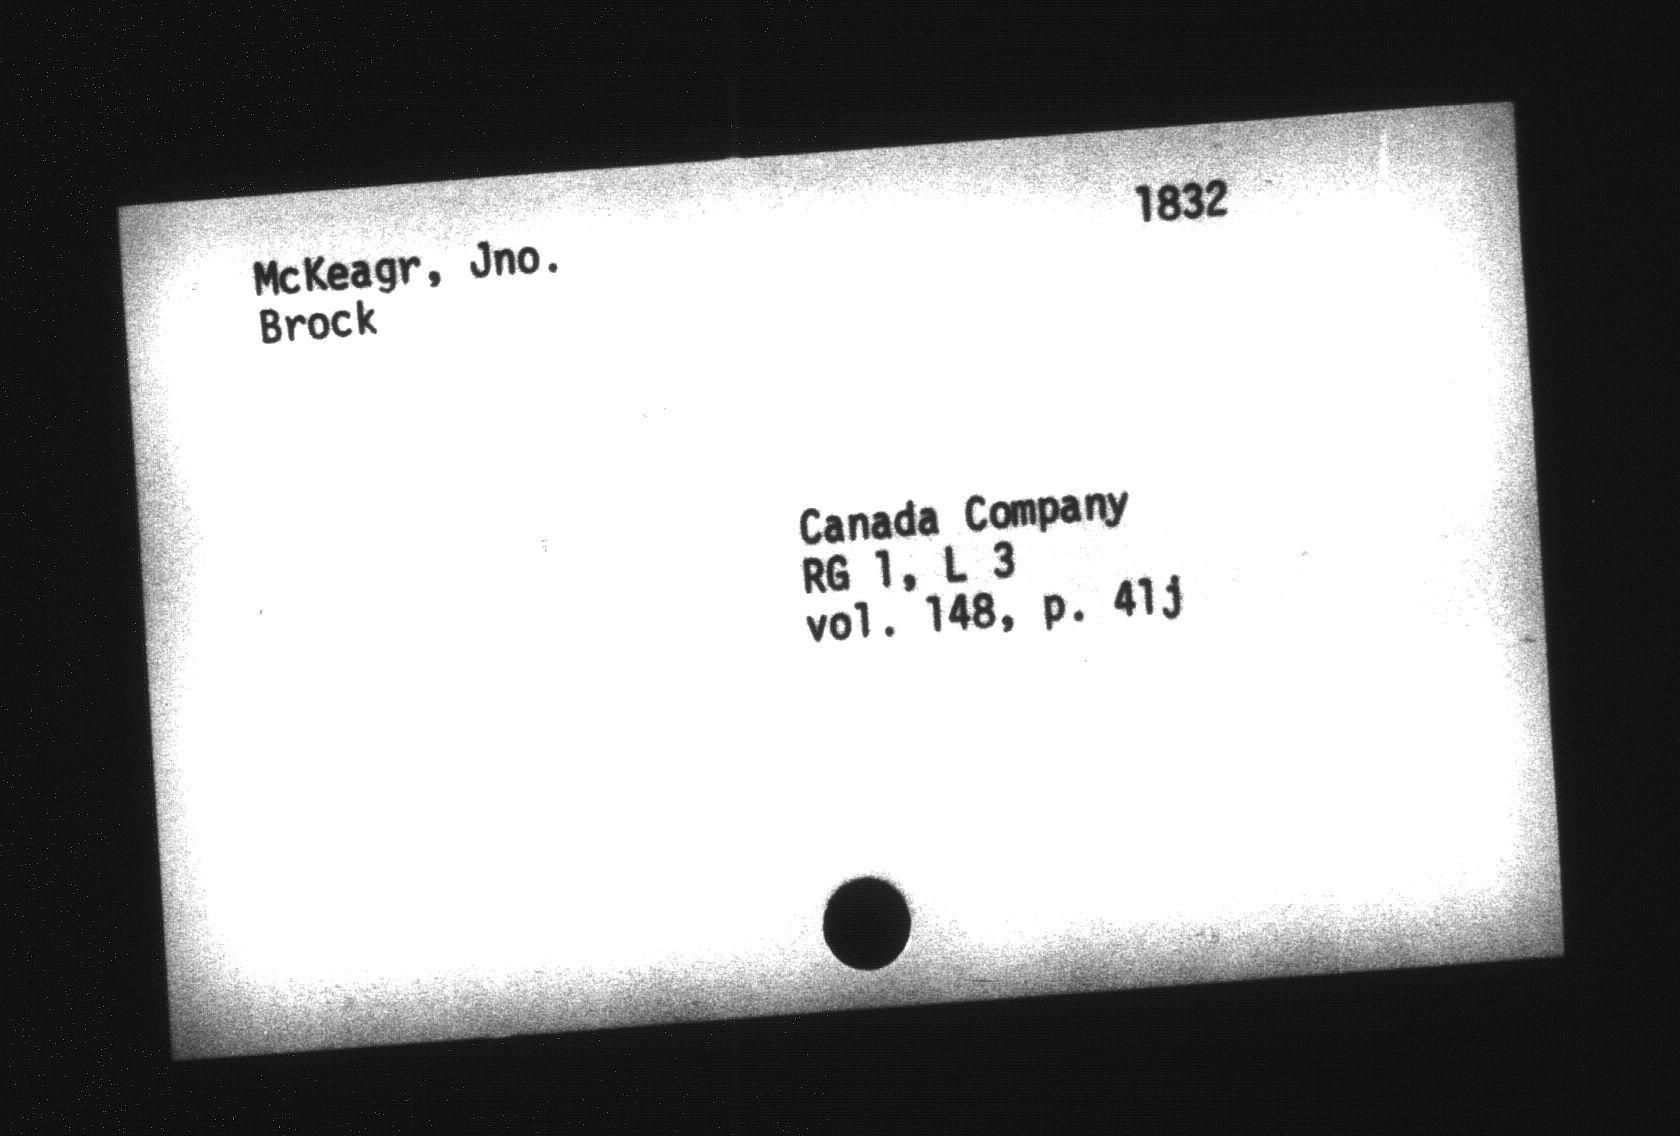 1832
McKeagr, Jno.
Brock
Canada Company
RG 1, L 3
vol. 148, p. 41j